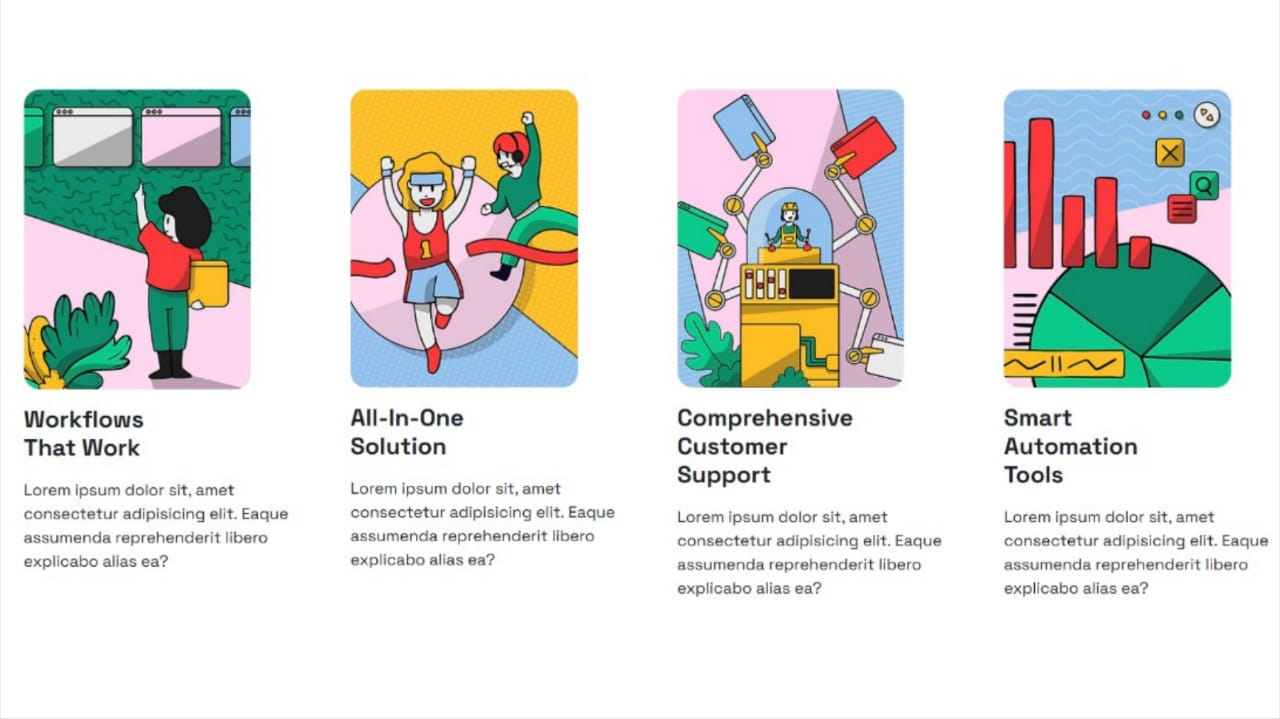 Workflows
That Work
Lorem ipsum dolor sit, amet
consectetur adipisicing elit. Eaque
assumenda reprehenderit libero
explicabo alias ea?
1
All-In-One
Solution
Lorem ipsum dolor sit, amet
consectetur adipisicing elit. Eaque
assumenda reprehenderit libero
explicabo alias ea?
Comprehensive
Customer
Support
Lorem ipsum dolor sit, amet
consectetur adipisicing elit. Eaque
assumenda reprehenderit libero
explicabo alias ea?
Smart
Automation
Tools
Lorem ipsum dolor sit, amet
consectetur adipisicing elit. Eaque
assumenda reprehenderit libero
explicabo alias ea?